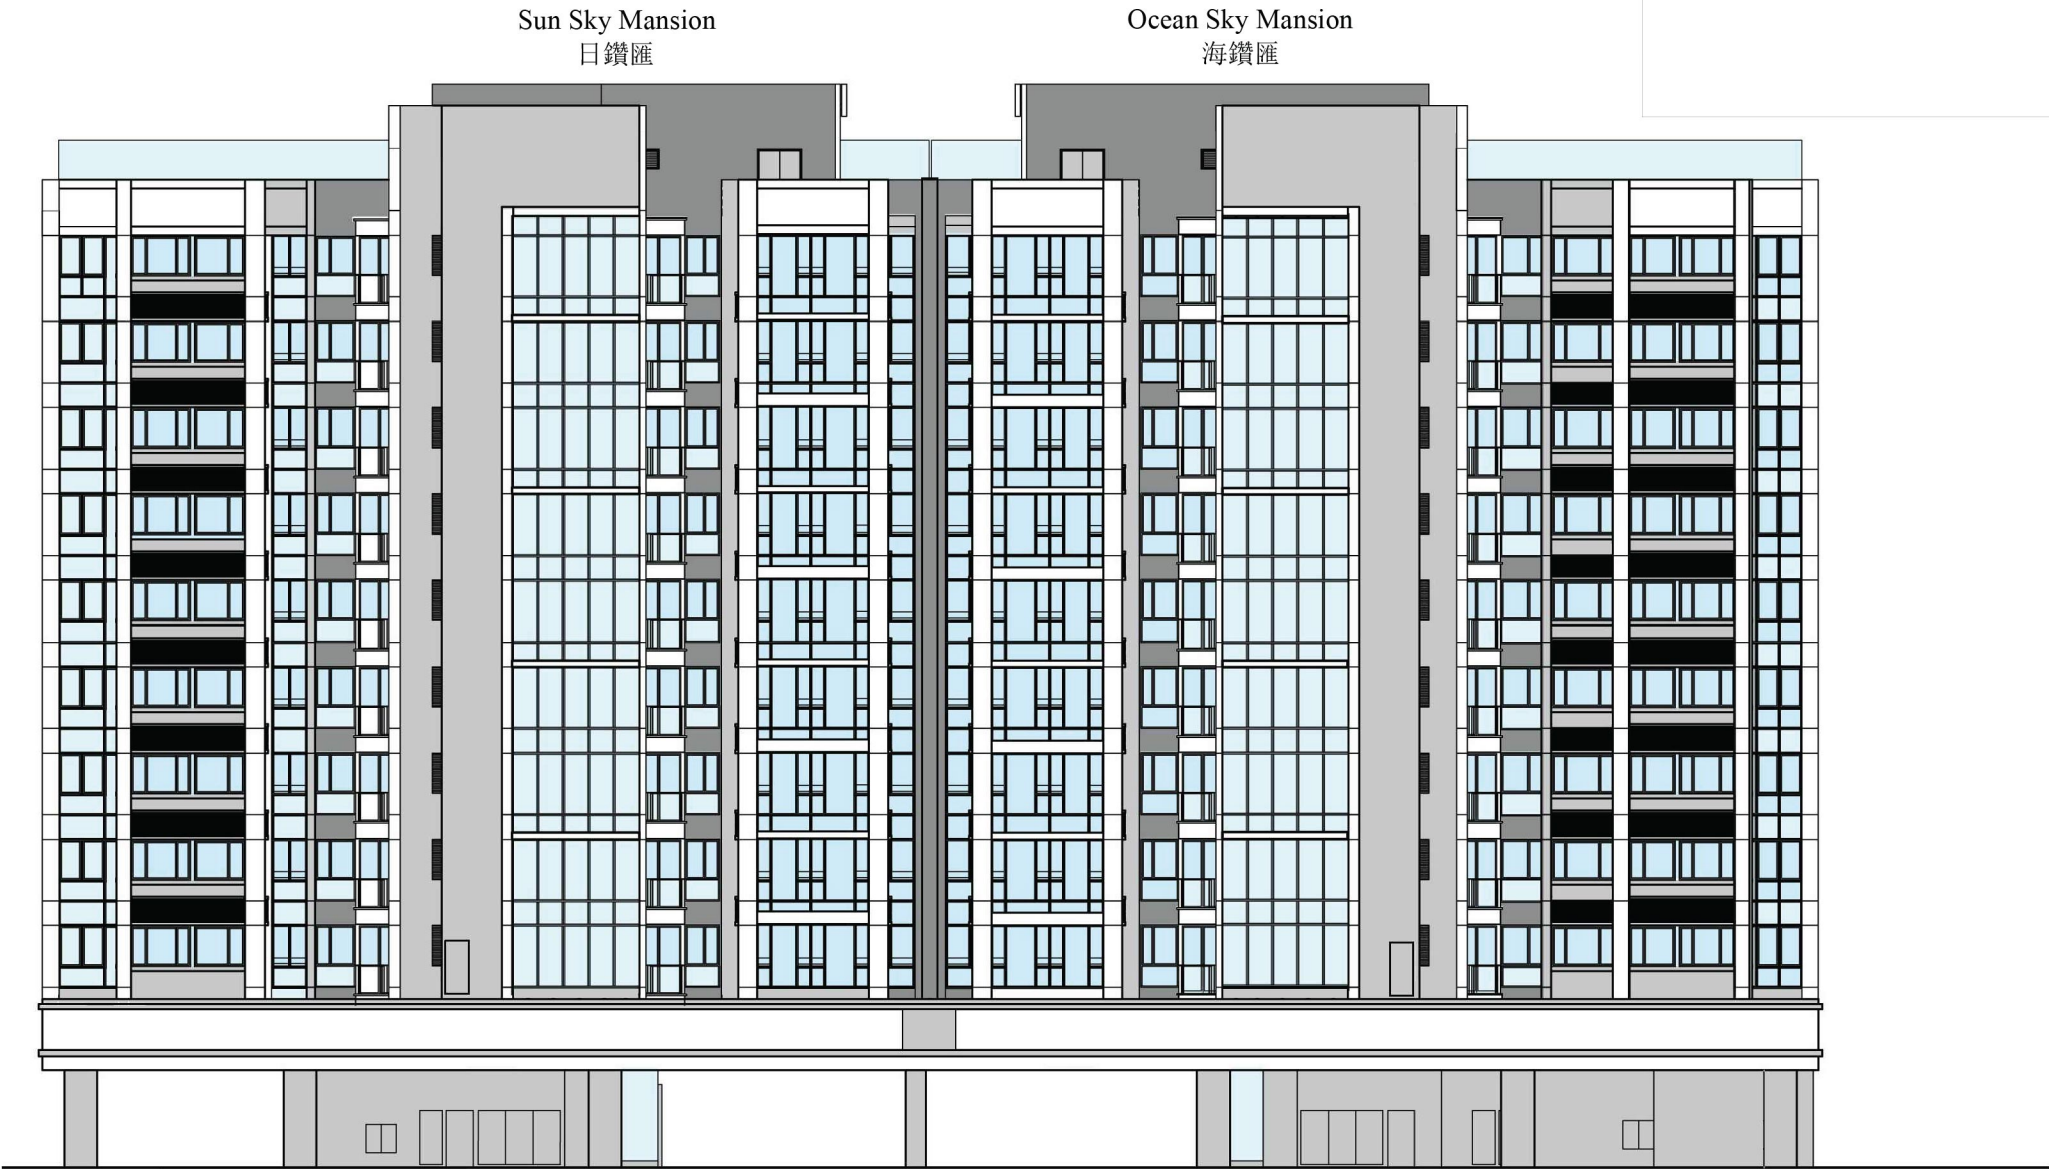 Sun Sky Mansion
日鑽匯
Ocean Sky Mansion
海鑽匯